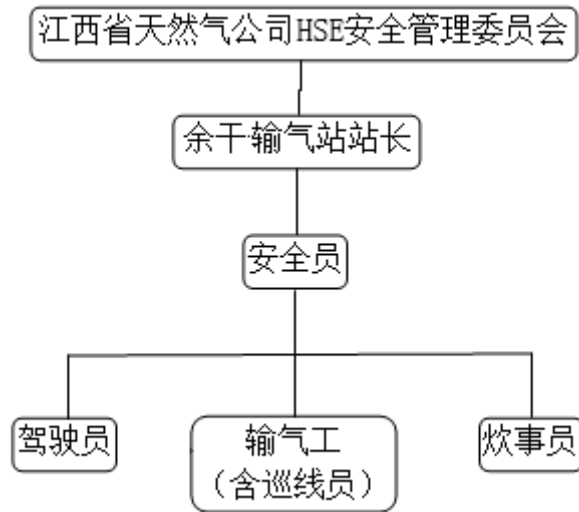 江西省天然气公司HSE安全管理委员会
余干输气站站长
安全员
驾驶员
输气工
（含巡线员）
炊事员